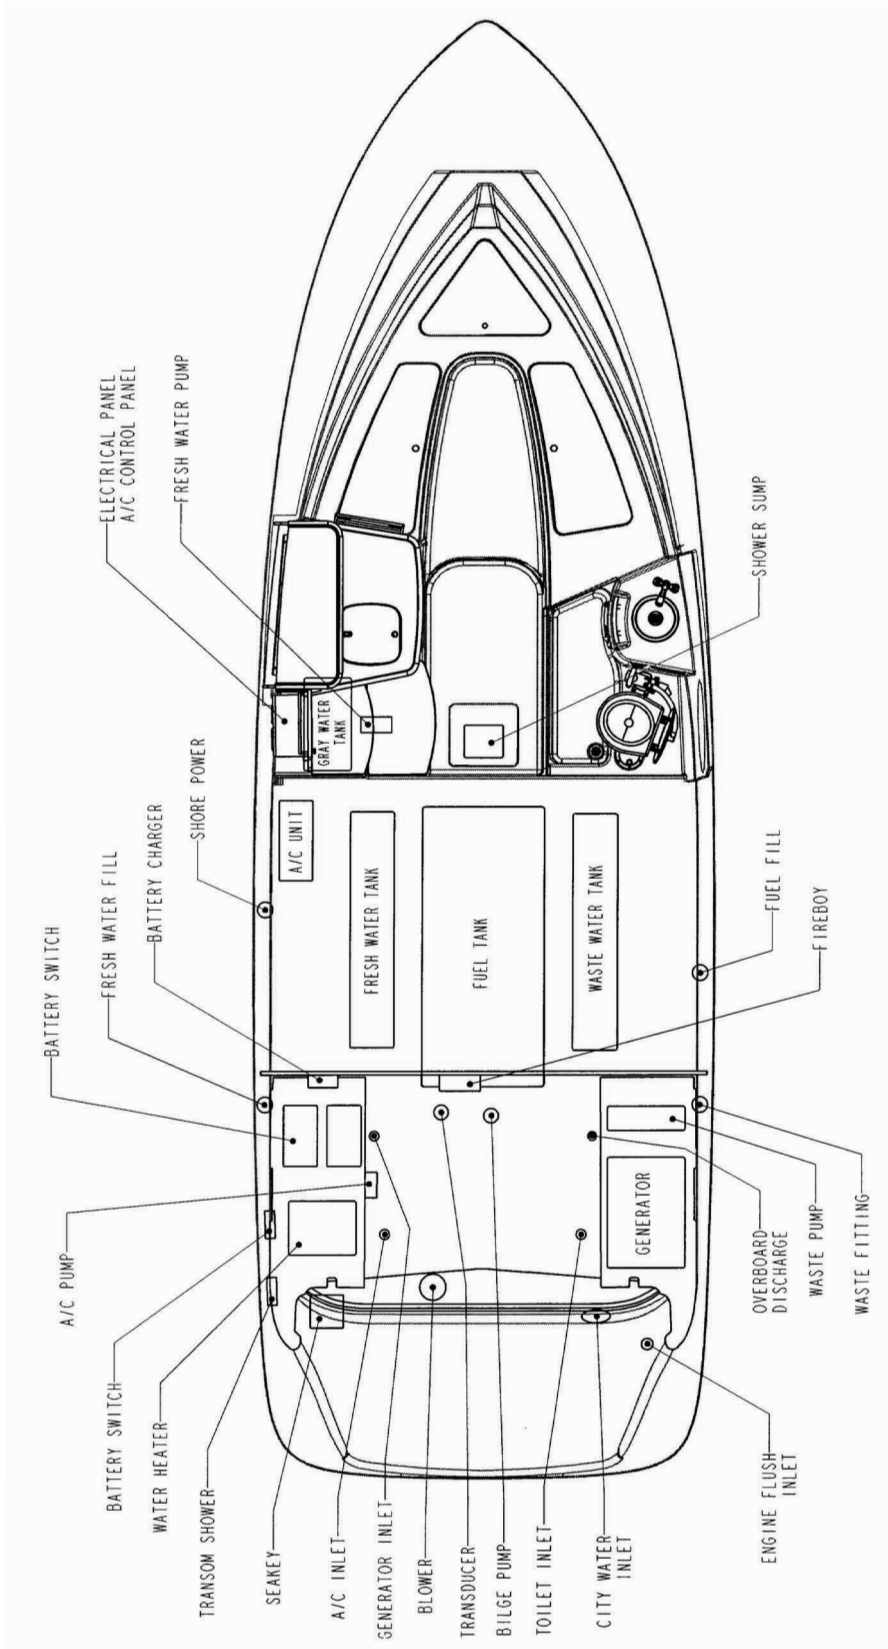 ELECTRICAL PANEL
A/C CONTROL PANEL
FRESH WATER PUMP
SHOWER SUMP
GRAY WATER
TANK
SHORE POWER
BATTERY CHARGER
FRESH WATER FILL
BATTERY SWITCH
A/C UNIT
FRESH WATER TANK
FUEL TANK
WASTE WATER TANK
FUEL FILL
FIREBOY
A/C PUMP
GENERATOR
OVERBOARD
DISCHARGE
WASTE PUMP
WASTE FITTING
BATTERY SWITCH
WATER HEATER
TRANSOM SHOWER
SEAKEY
A/C INLET
GENERATOR INLET
BLOWER
TRANSDUCER
BILGE PUMP
TOILET INLET
CITY WATER
INLET
ENGINE FLUSH
INLET